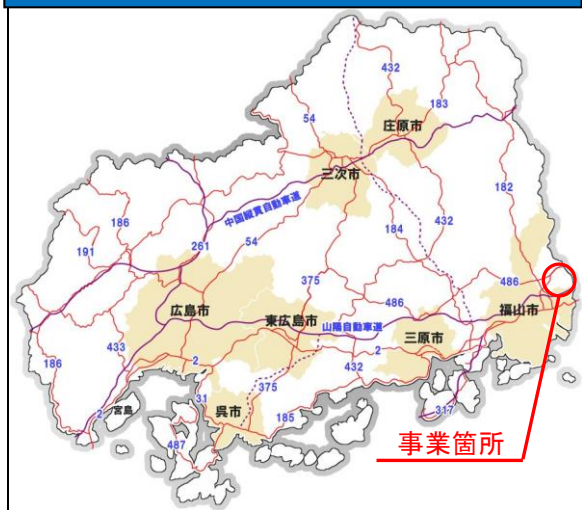 432
183
54
庄原市
三次市
182
186
中国縦貫自動車道
184
432
191
261
54
375
486
486
広島市
東広島市
山陽自動車道
福山市
三原市
186
433
2
2
432
31
375
呉市
185
317
2
宮島
487
事業箇所